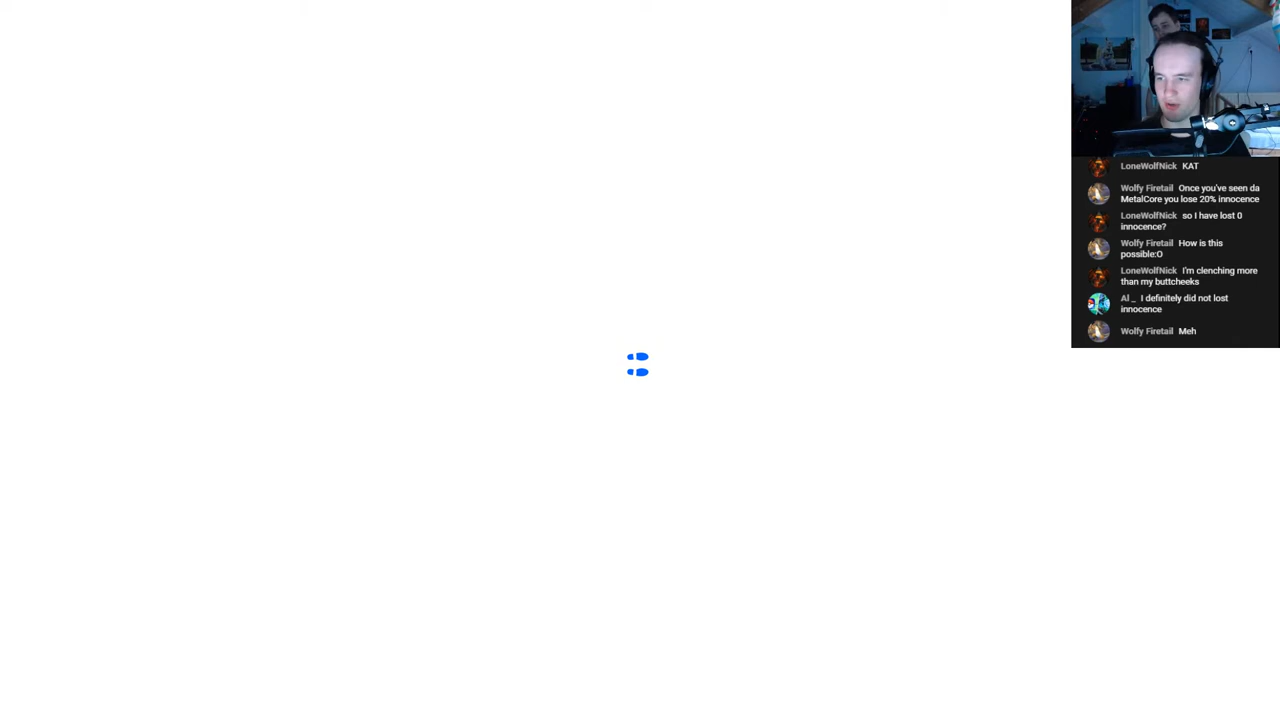 LoneWolfNick KAT
Wolfy Firetail Once you've seen da
MetalCore you lose 20% innocence
LoneWolfNick so I have lost 0
innocence?
Wolfy Firetail How is this
possible:O
LoneWolfNick I'm clenching more
than my buttcheeks
Al _ I definitely did not lost
innocence
Wolfy Firetail Meh